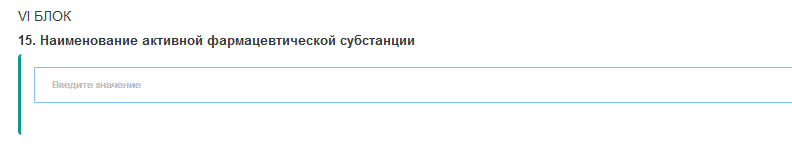 VI БЛОК
15. Наименование активной фармацевтической субстанции
Введите значение